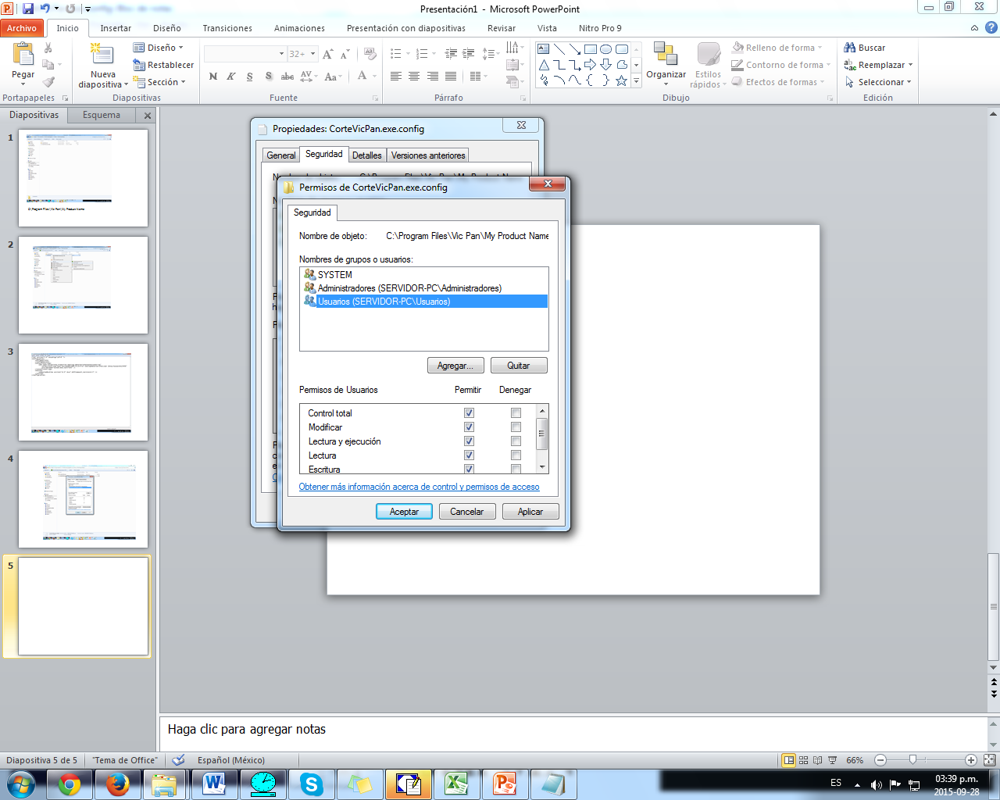 Presentación1 - Microsoft PowerPoint
Archivo Inicio Insertar Diseño Transiciones Animaciones Presentación con diapositivas Revisar Vista Nitro Pro 9
Pegar
Portapapeles
Nueva diapositiva
Diseño
Restablecer
Sección
Diapositivas
32+
N K S S abc AV Aa A
Fuente
Párrafo
Organizar
Estilos rápidos
Relleno de forma
Contorno de forma
Efectos de formas
Dibujo
Buscar
Reemplazar
Seleccionar
Edición
Diapositivas Esquema
1
C:\Program Files\Vic Pan\My Product Name
2
3
4
5
Propiedades: CorteVicPan.exe.config
General Seguridad Detalles Versiones anteriores
Permisos de CorteVicPan.exe.config
Seguridad
Nombre de objeto: C:\Program Files\Vic Pan\My Product Name
Nombres de grupos o usuarios:
SYSTEM
Administradores (SERVIDOR-PC\Administradores)
Usuarios (SERVIDOR-PC\Usuarios)
Agregar... Quitar
Permisos de Usuarios Permitir Denegar
Control total
Modificar
Lectura y ejecución
Lectura
Escritura
Obtener más información acerca de control y permisos de acceso
Aceptar Cancelar Aplicar
Haga clic para agregar notas
Diapositiva 5 de 5 "Tema de Office" Español (México) 66%
ES 03:39 p.m.
2015-09-28